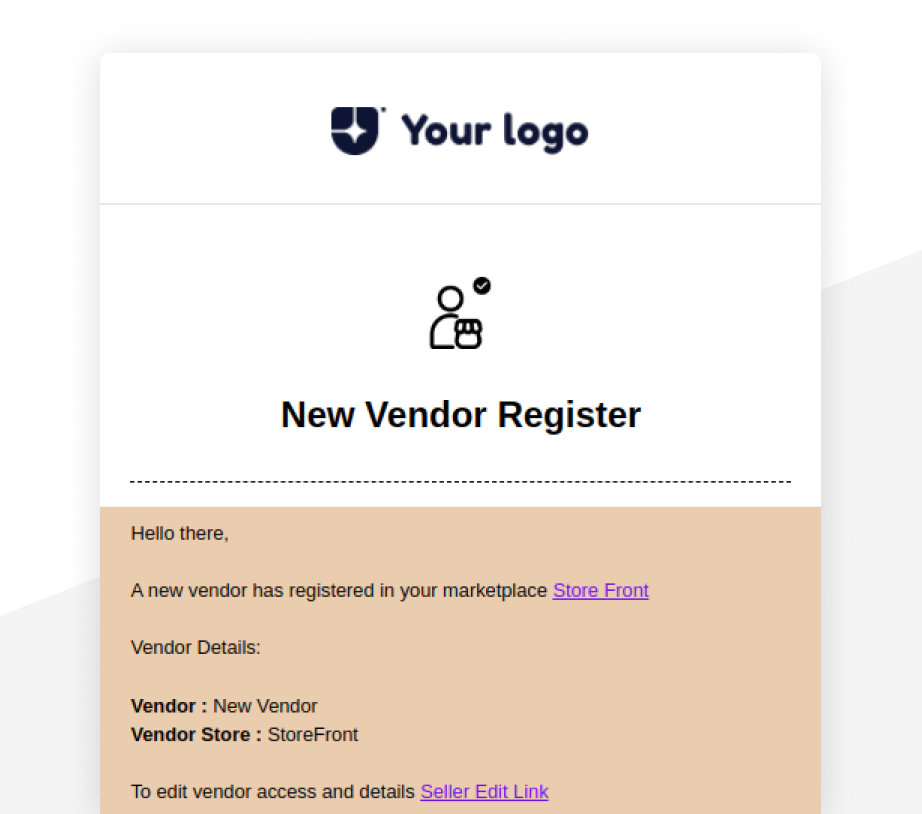 Your logo
New Vendor Register
Hello there,
A new vendor has registered in your marketplace Store Front
Vendor Details:
Vendor : New Vendor
Vendor Store : StoreFront
To edit vendor access and details Seller Edit Link